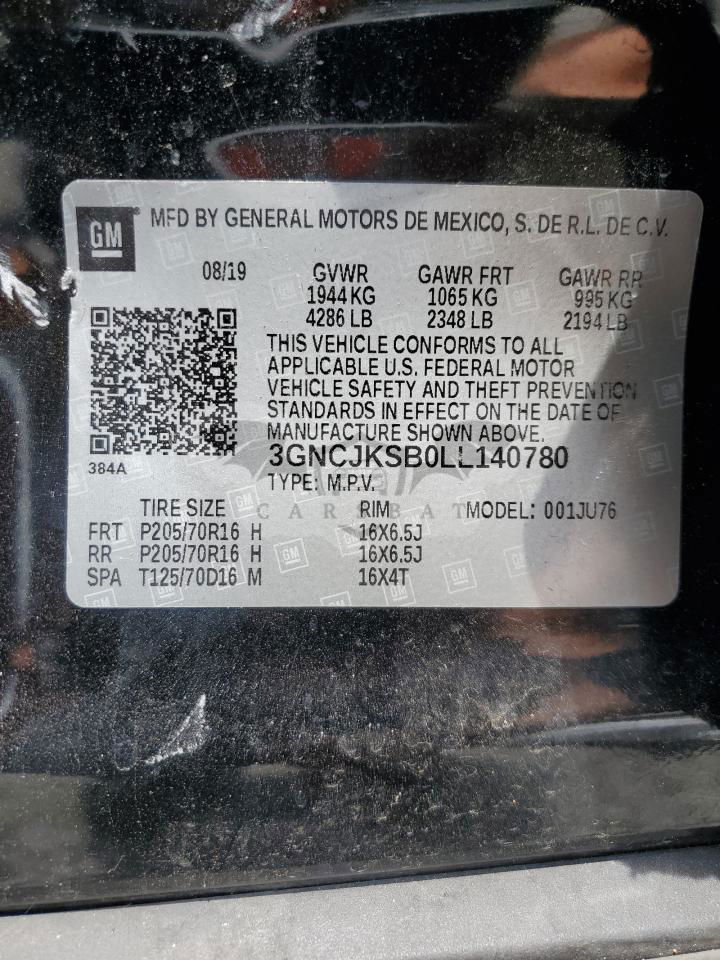 GM® MFD BY GENERAL MOTORS DE MEXICO, S. DE R.L. DE C.V.
08/19 GVWR GAWR FRT GAWR RR
1944 KG 1065 KG 995 KG
4286 LB 2348 LB 2194 LB
THIS VEHICLE CONFORMS TO ALL
APPLICABLE U.S. FEDERAL MOTOR
VEHICLE SAFETY AND THEFT PREVENTION
STANDARDS IN EFFECT ON THE DATE OF
MANUFACTURE SHOWN ABOVE.
384A
3GNCJKSB0LL140780
TYPE: M.P.V.
TIRE SIZE RIM MODEL: 001JU76
CAR BAT
FRT P205/70R16 H 16X6.5J
RR P205/70R16 H 16X6.5J
SPA T125/70D16 M 16X4T